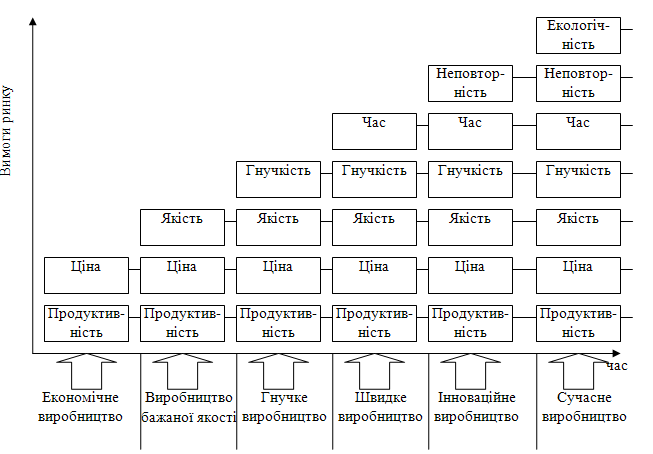 Екологіч-
ність
Неповтор-
ність
Неповтор-
ність
Час
Час
Час
Гнучкість
Гнучкість
Гнучкість
Гнучкість
Якість
Якість
Якість
Якість
Якість
Ціна
Ціна
Ціна
Ціна
Ціна
Ціна
Продуктив-
ність
Продуктив-
ність
Продуктив-
ність
Продуктив-
ність
Продуктив-
ність
Продуктив-
ність
Вимоги ринку
час
Економічне
виробництво
Виробництво
бажаної якості
Гнучке
виробництво
Швидке
виробництво
Інноваційне
виробництво
Сучасне
виробництво